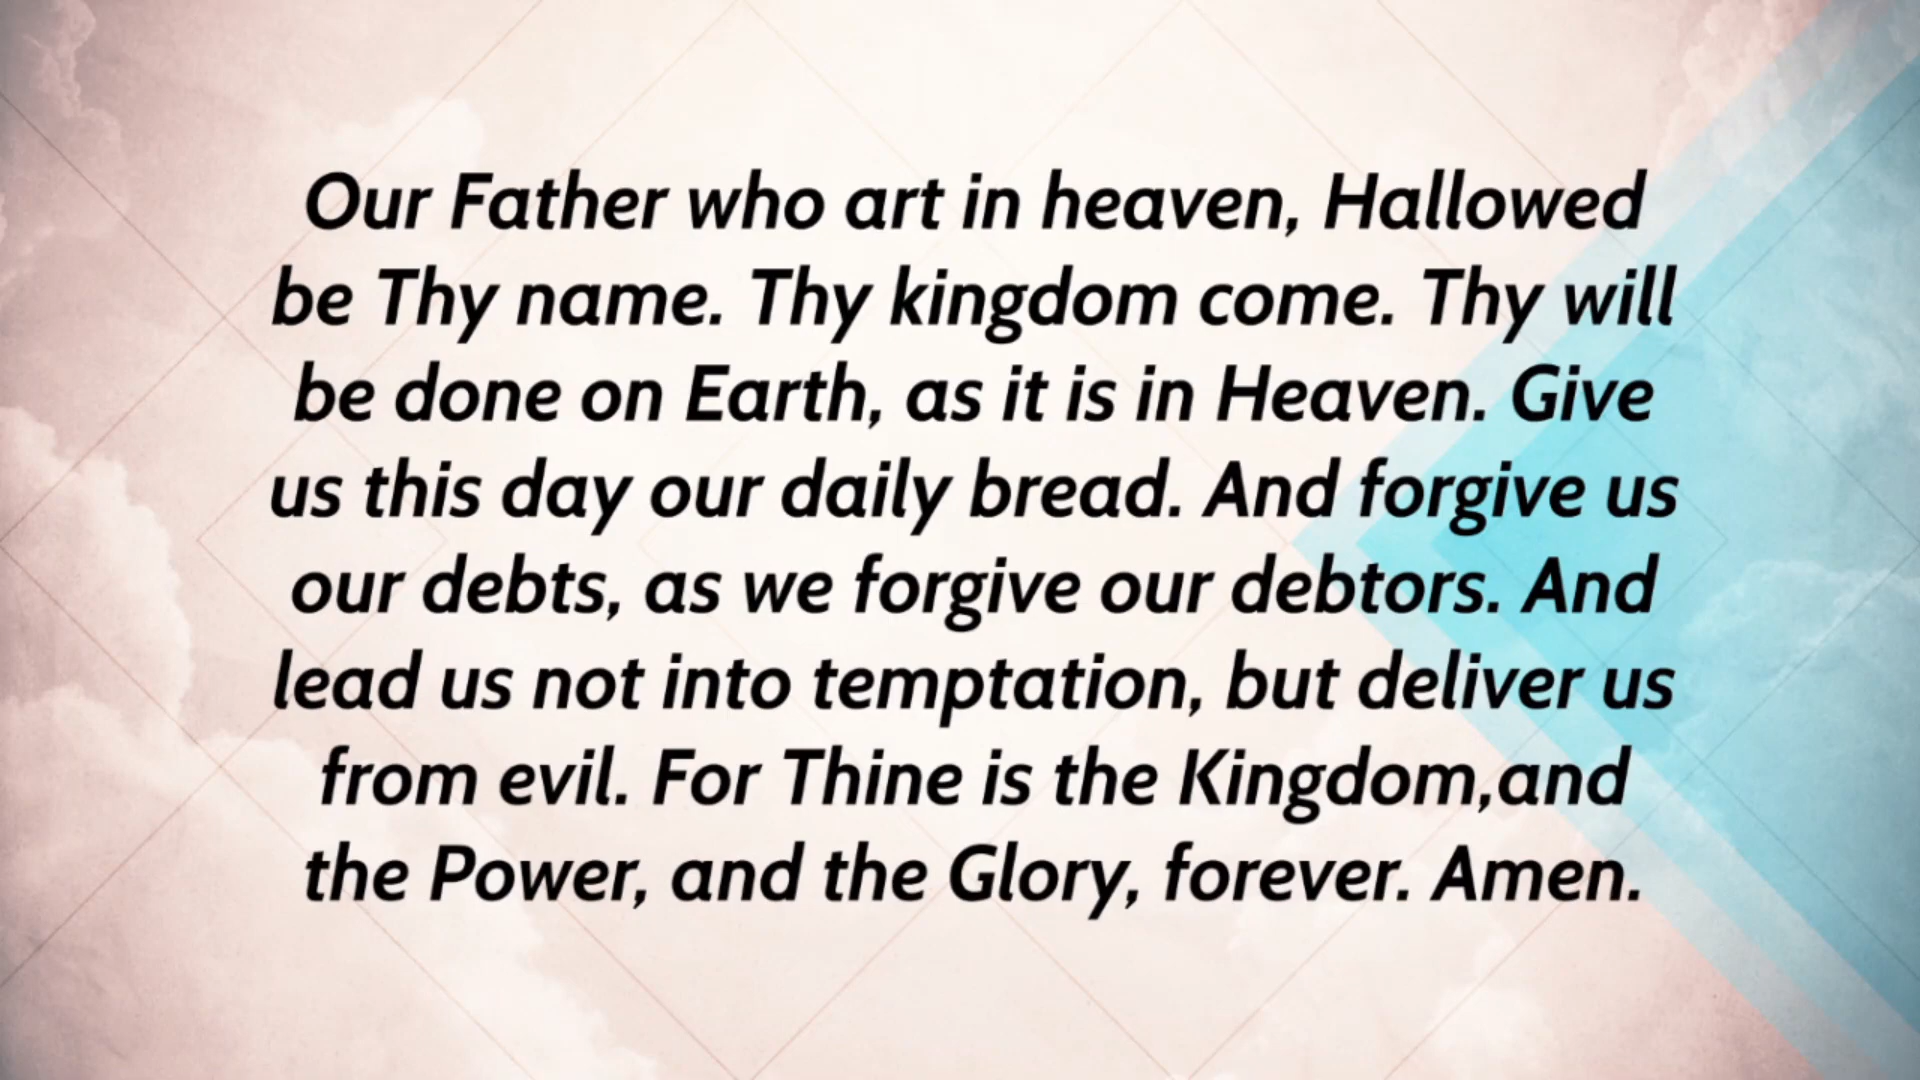 Our Father who art in heaven, Hallowed
be Thy name. Thy kingdom come. Thy will
be done on Earth, as it is in Heaven. Give
us this day our daily bread. And forgive us
our debts, as we forgive our debtors. And
lead us not into temptation, but deliver us
from evil. For Thine is the Kingdom,and
the Power, and the Glory, forever. Amen.